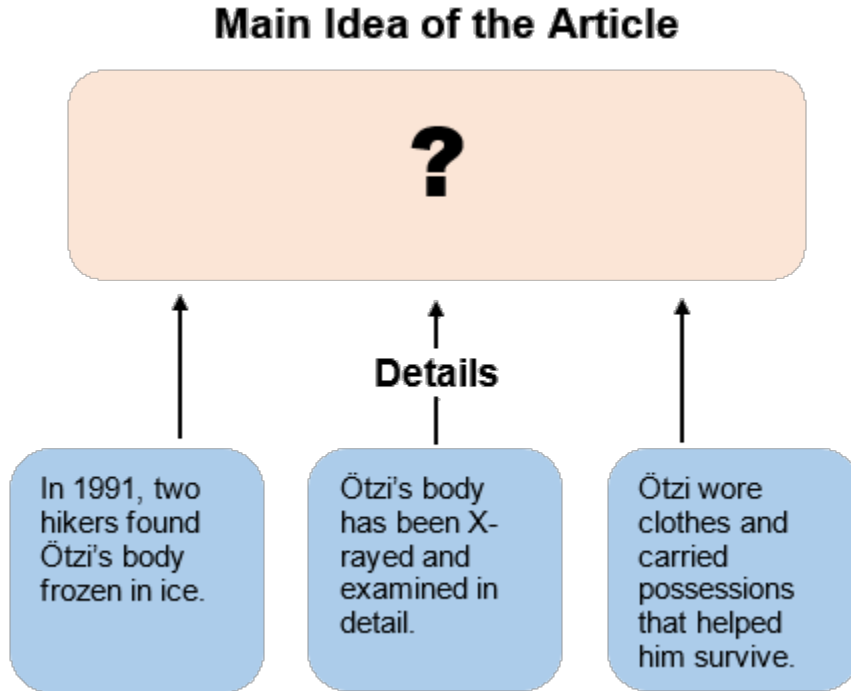 Main Idea of the Article
?
Details
In 1991, two
hikers found
Ötzi’s body
frozen in ice.
Ötzi’s body
has been X-
rayed and
examined in
detail.
Ötzi wore
clothes and
carried
possessions
that helped
him survive.